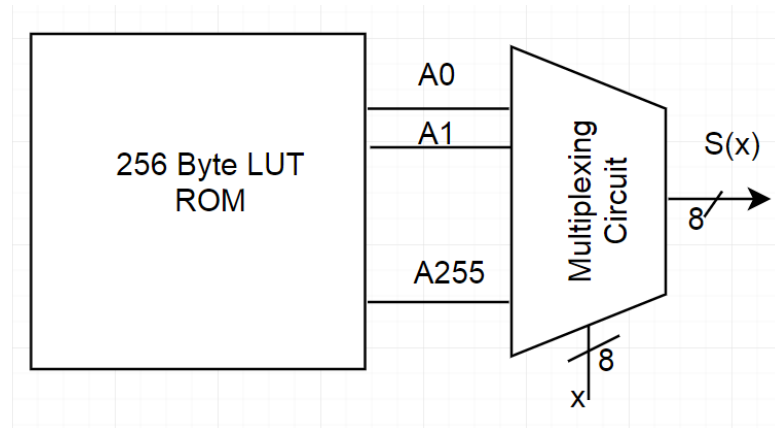 256 Byte LUT
ROM
A0
A1
A255
Multiplexing
Circuit
S(x)
8
8
x